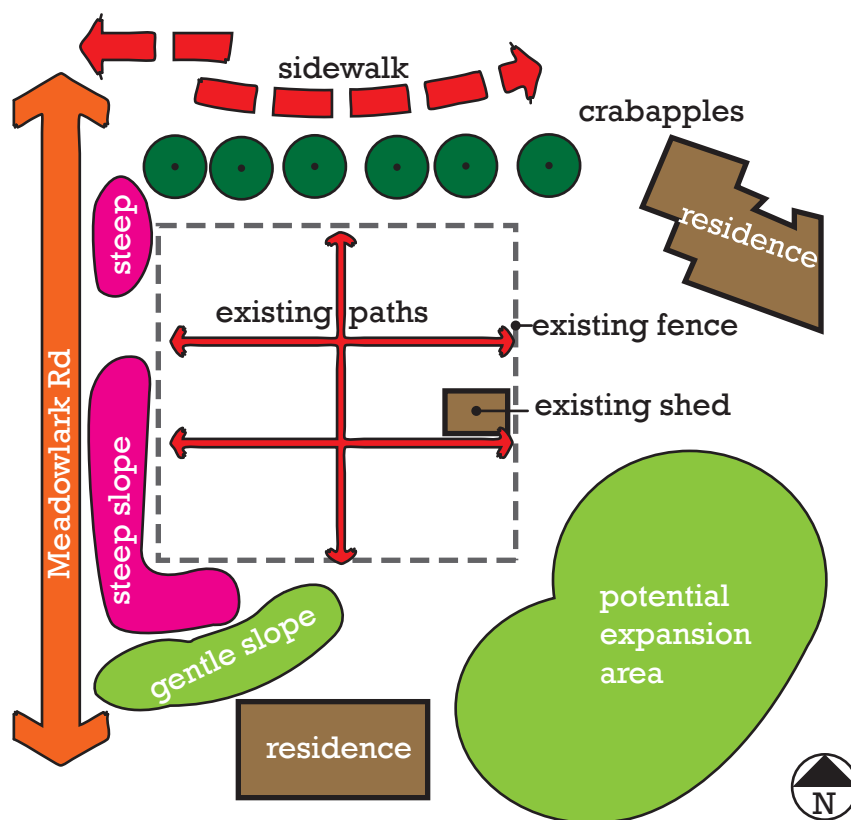 sidewalk
crabapples
steep
residence
existing paths
existing fence
existing shed
Meadowlark Rd
steep slope
gentle slope
potential
expansion
area
residence
N